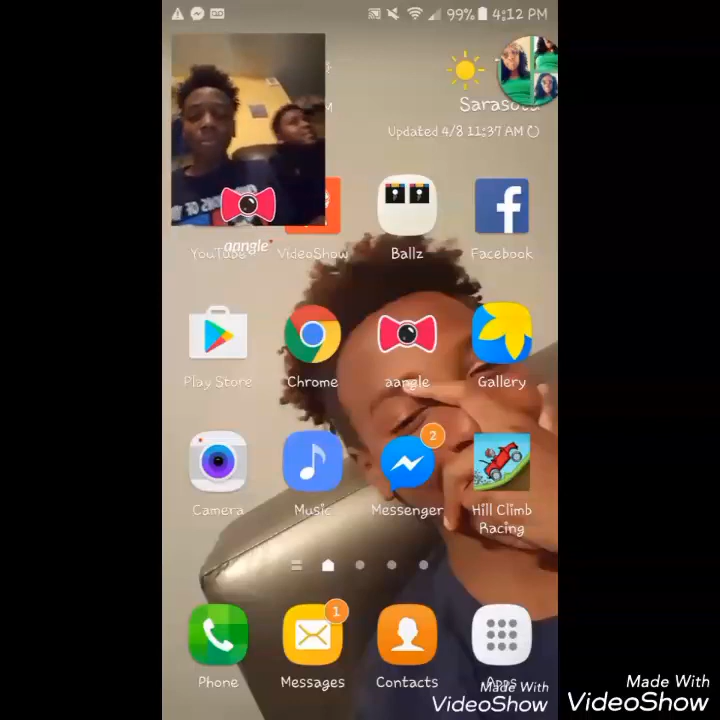 99% 4:12 PM
Sarasota
Updated 4/8 11:37 AM
aangle
YouTube VideoShow Ballz Facebook
Play Store Chrome aangle Gallery
2
Camera Music Messenger Hill Climb
Racing
1
Phone Messages Contacts Apps
Made With
VideoShow
Made With
VideoShow